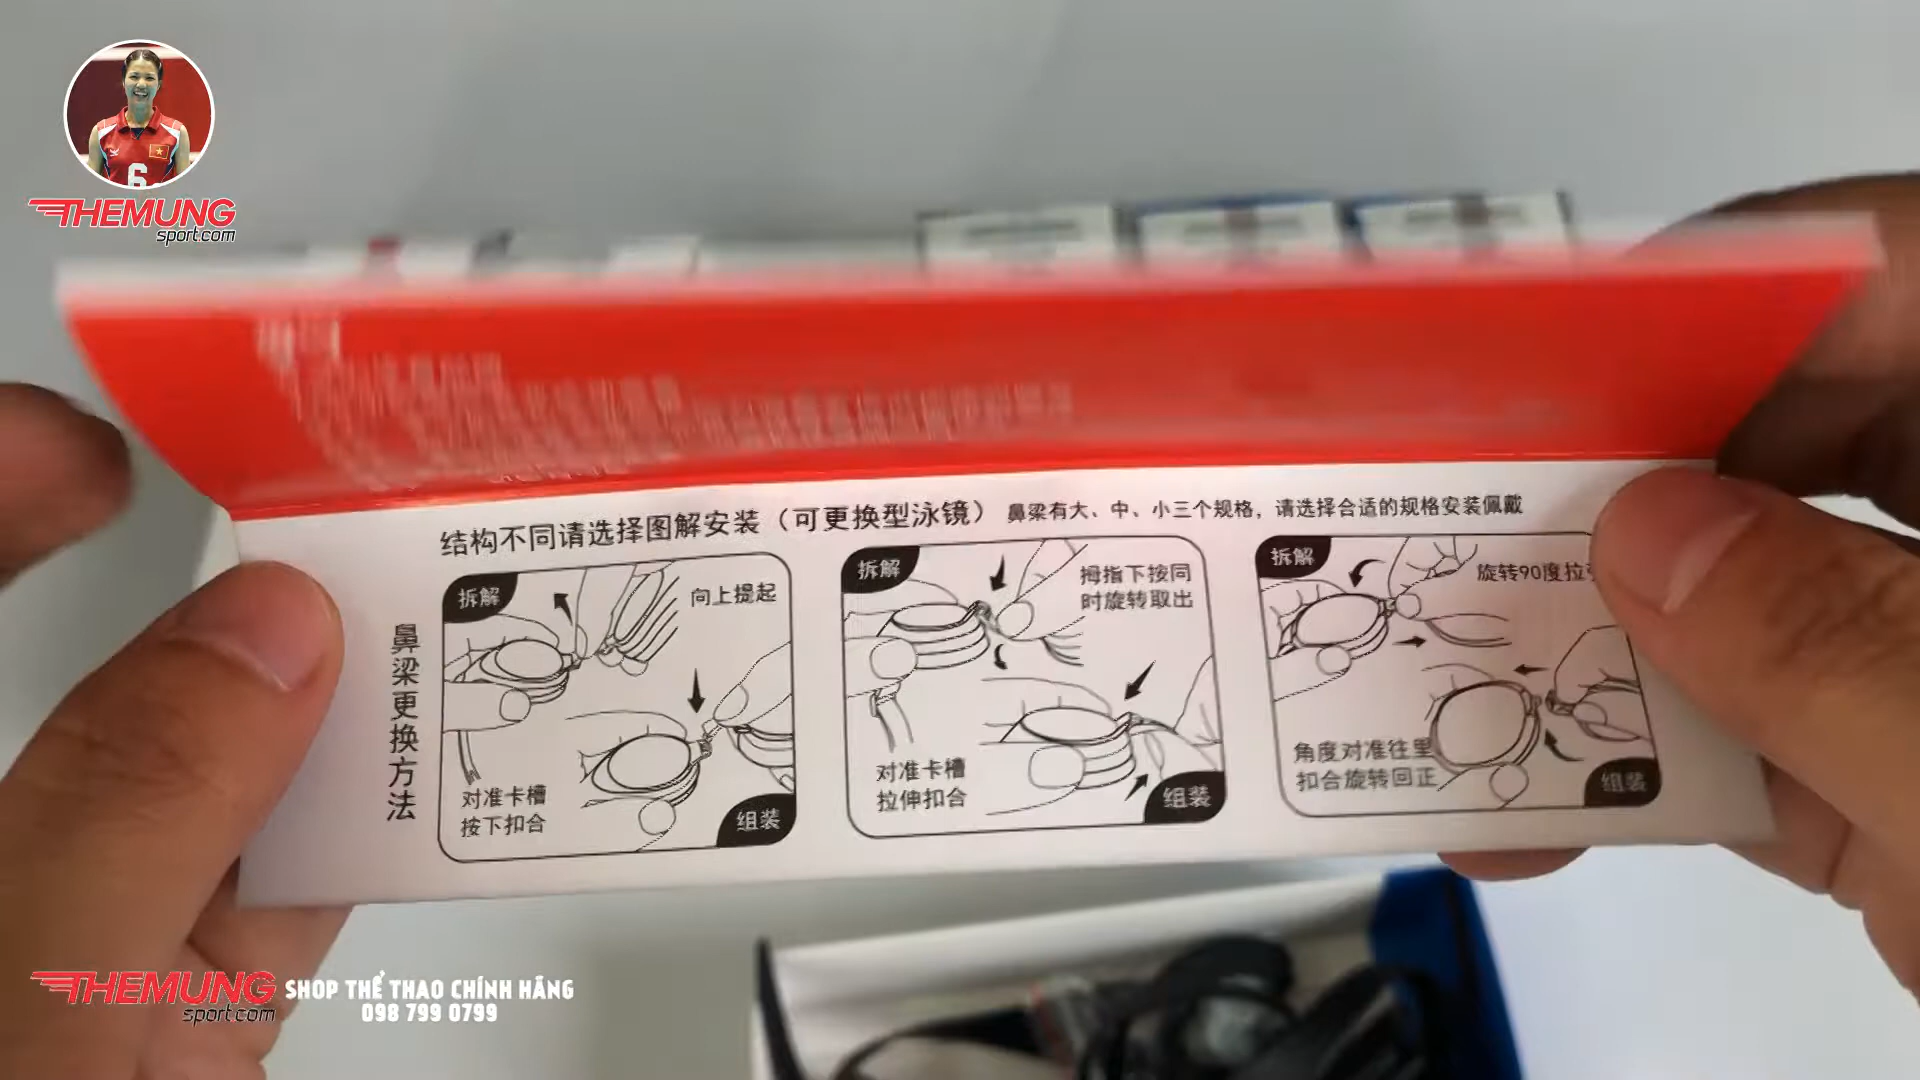 6
THEMUNG
sport.com
结构不同请选择图解安装（可更换型泳镜） 鼻梁有大、中、小三个规格，请选择合适的规格安装佩戴
鼻梁更换方法
拆解
向上提起
对准卡槽
按下扣合
组装
拆解
拇指下按同
时旋转取出
对准卡槽
拉伸扣合
组装
拆解
旋转90度拉
角度对准往里
扣合旋转回正
组装
THEMUNG
sport.com
SHOP THỂ THAO CHÍNH HÃNG
098 799 0799